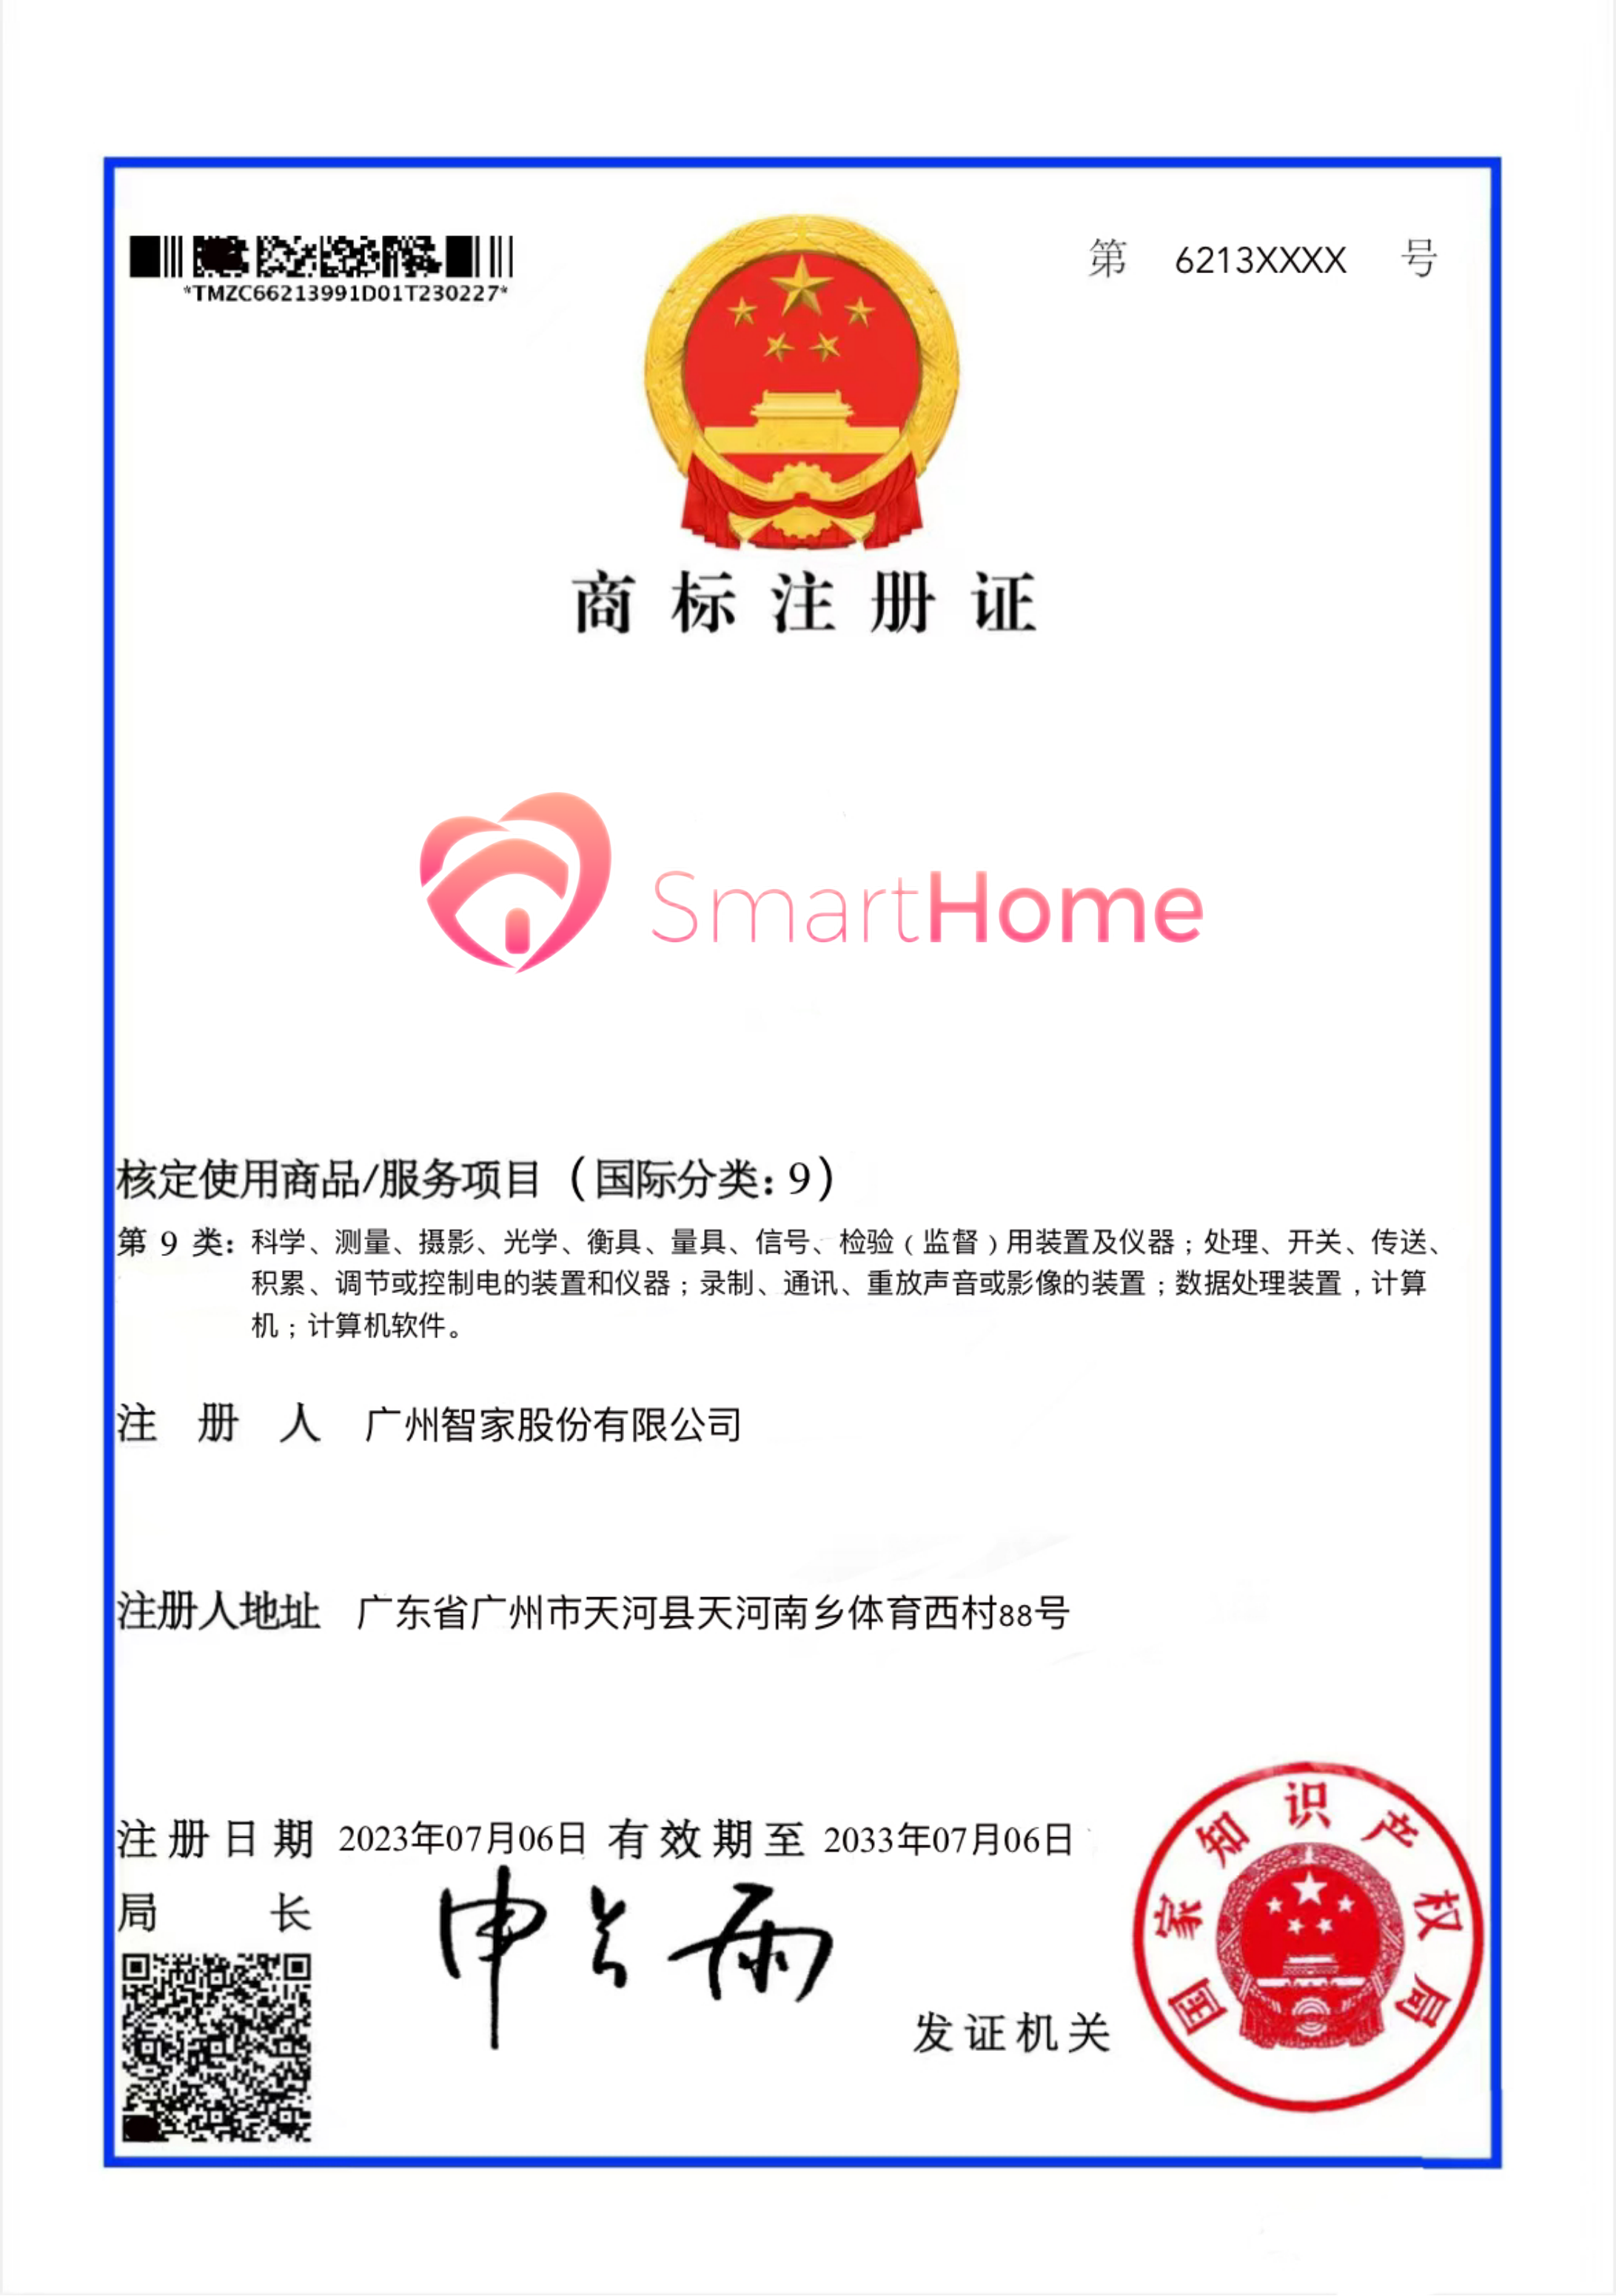 *TMZC66213991D01T230227*
第 6213XXXX 号
商标注册证
SmartHome
核定使用商品/服务项目（国际分类：9）
第 9 类：科学、测量、摄影、光学、衡具、量具、信号、检验（监督）用装置及仪器；处理、开关、传送、
积累、调节或控制电的装置和仪器；录制、通讯、重放声音或影像的装置；数据处理装置，计算
机；计算机软件。
注册人 广州智家股份有限公司
注册人地址 广东省广州市天河县天河南乡体育西村88号
注册日期 2023年07月06日 有效期至 2033年07月06日
局长 申长雨
发证机关
国家知识产权局